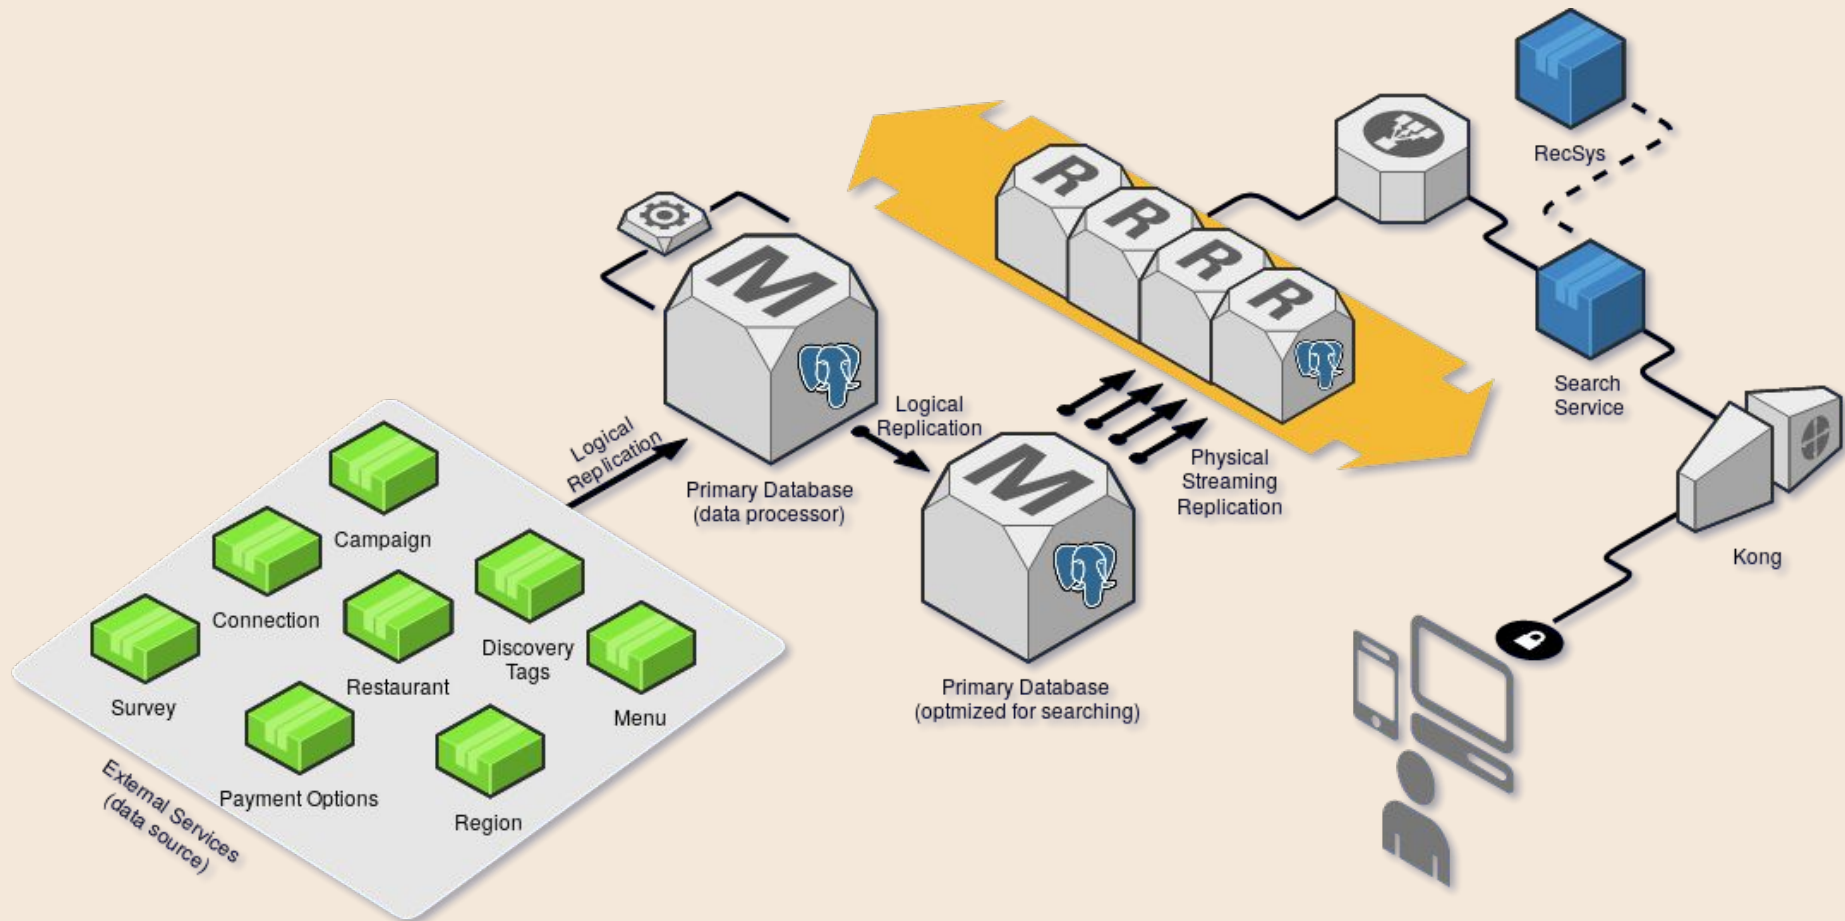 RecSys
R
R
R
R
M
Search
Service
Logical
Replication
Logical
Replication
Physical
Streaming
Replication
Primary Database
(data processor)
M
Kong
Campaign
Connection
Discovery
Tags
Restaurant
Survey
Menu
Primary Database
(optmized for searching)
Payment Options
Region
External Services
(data source)